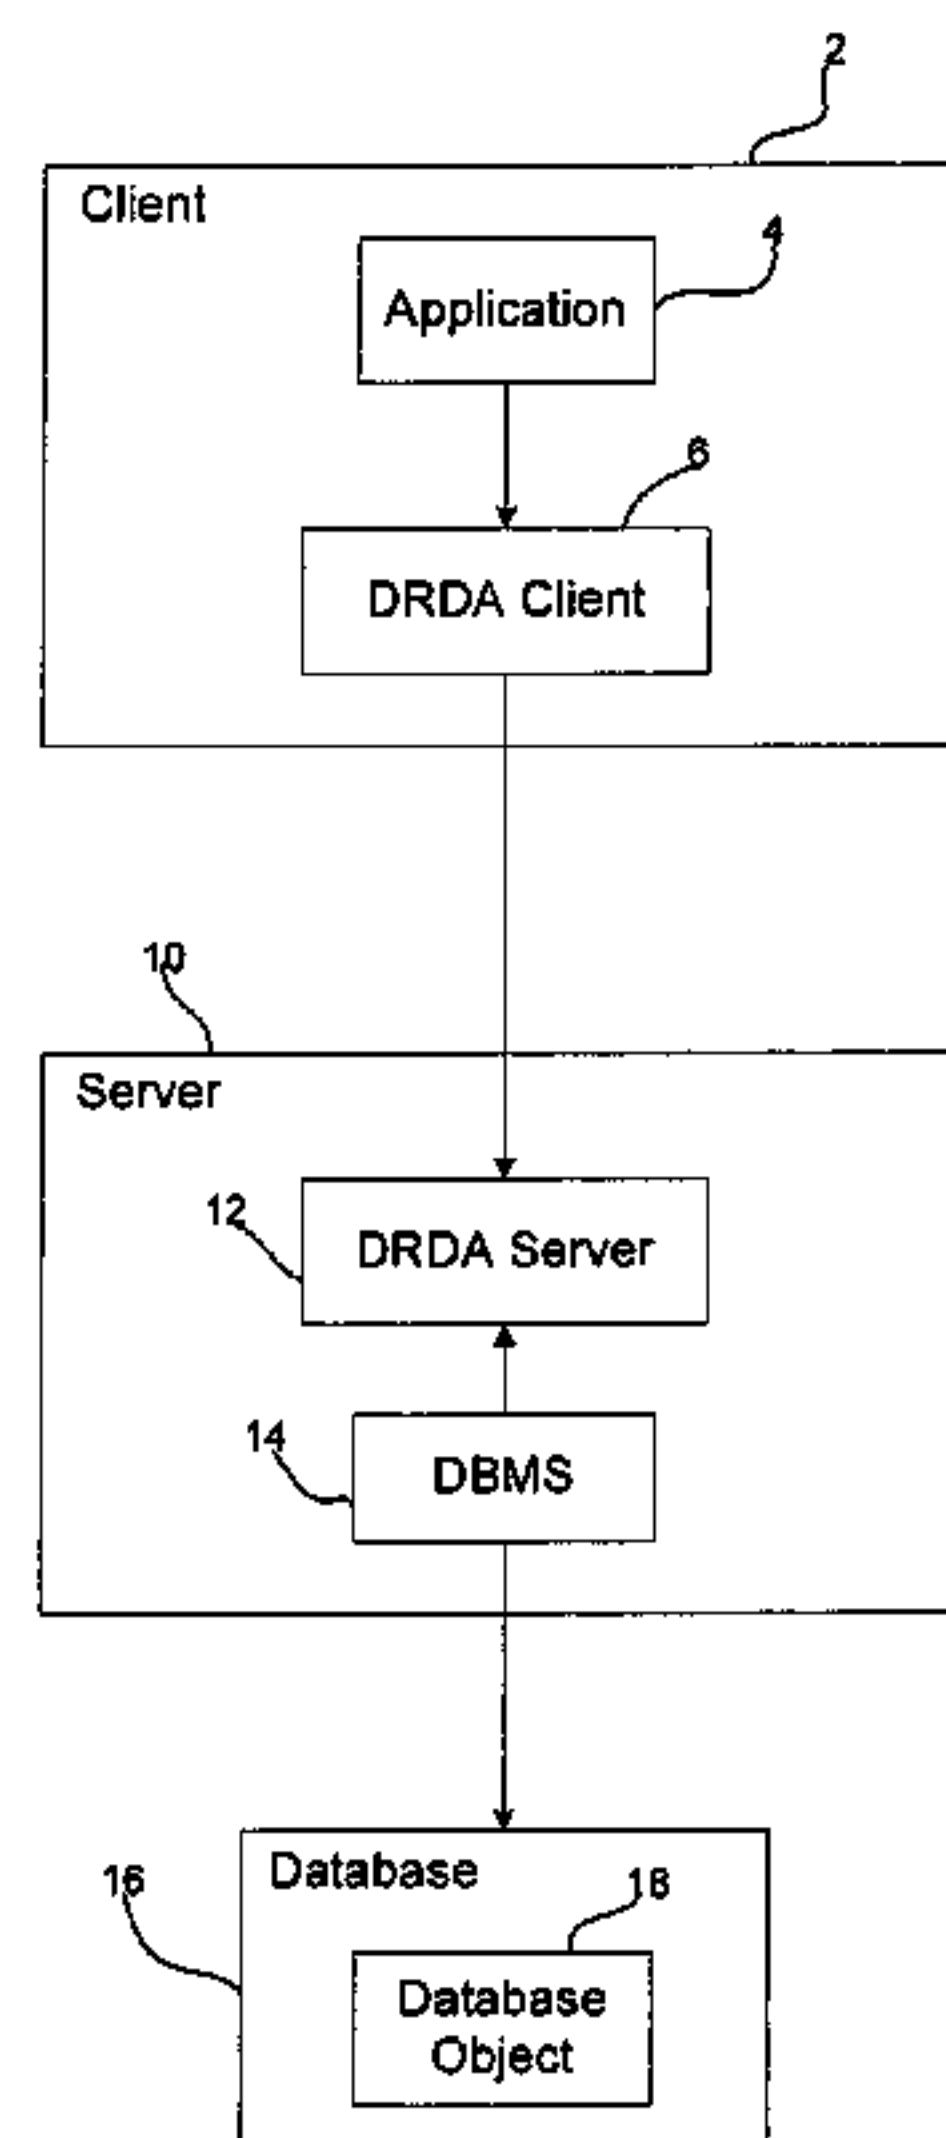 2
Client
4
Application
6
DRDA Client
10
Server
12
DRDA Server
14
DBMS
Database
16
18
Database
Object